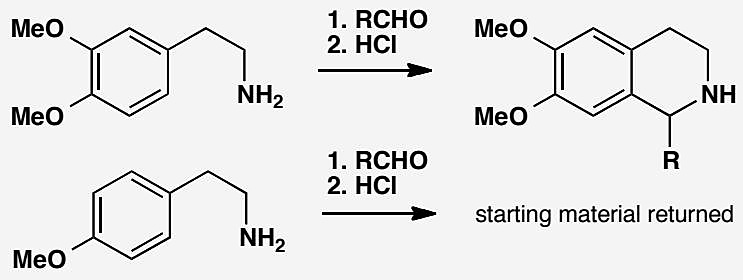 MeO
MeO
NH2
1. RCHO
2. HCl
MeO
MeO
NH
R
MeO
NH2
1. RCHO
2. HCl
starting material returned